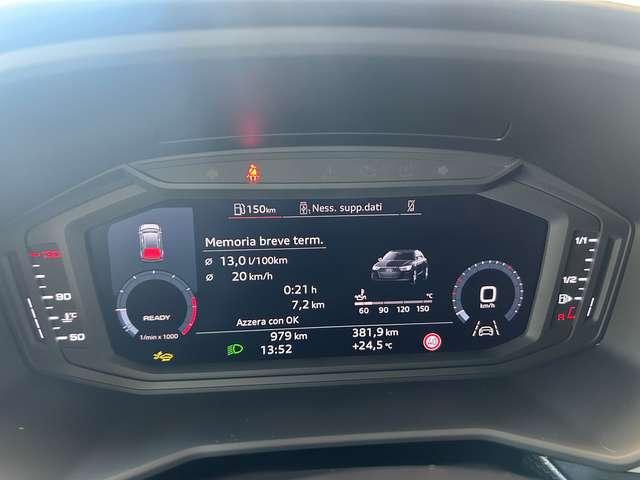 150km
Ness. supp.dati
Memoria breve term.
Ø 13,0 l/100km
Ø 20 km/h
0:21 h
7,2 km
°C
60 90 120 150
Azzera con OK
979 km
381,9 km
13:52
+24,5 °C
READY
1/min x 1000
0
km/h
130
90
°C
50
1/1
1/2
R